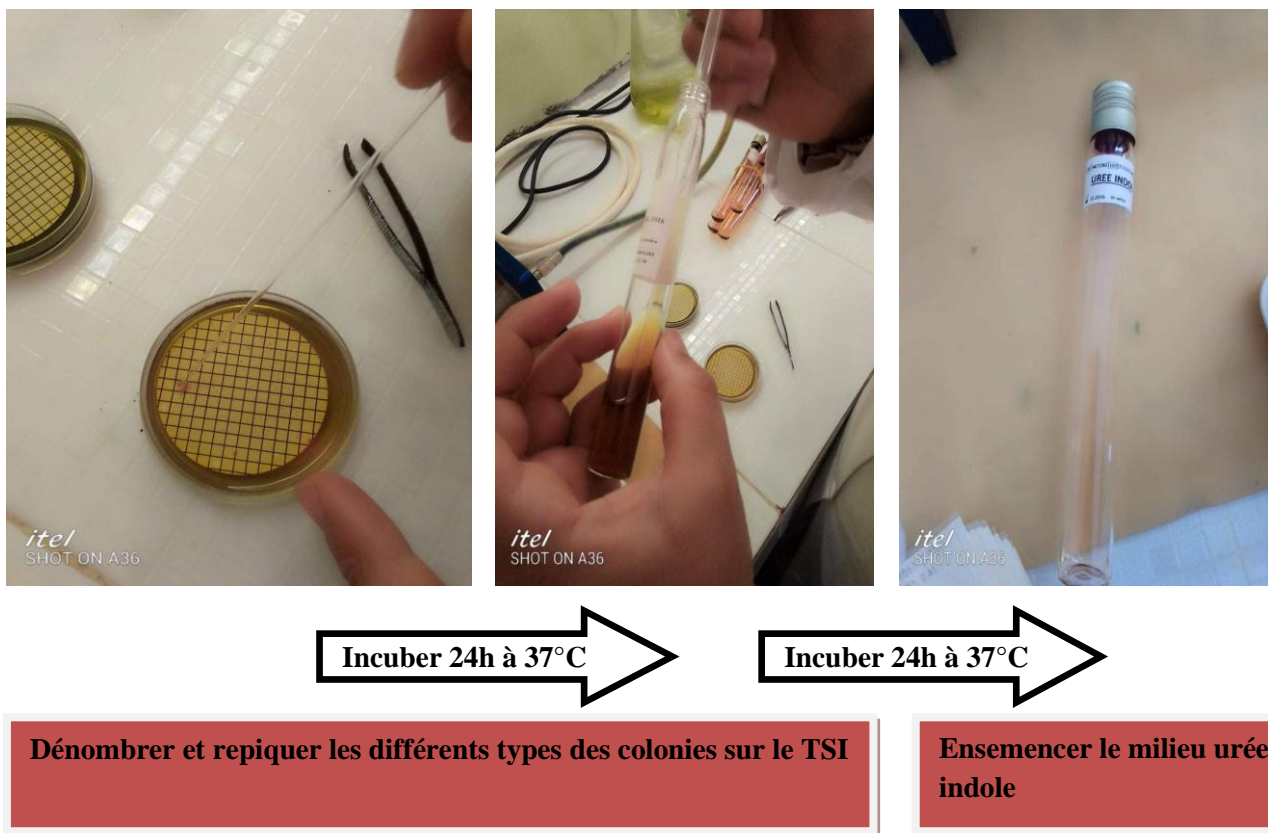 itel
SHOT ON A36
itel
SHOT ON A36
UREE INDO
itel
SHOT ON A36
Incuber 24h à 37°C
Incuber 24h à 37°C
Dénombrer et repiquer les différents types des colonies sur le TSI
Ensemencer le milieu urée
indole